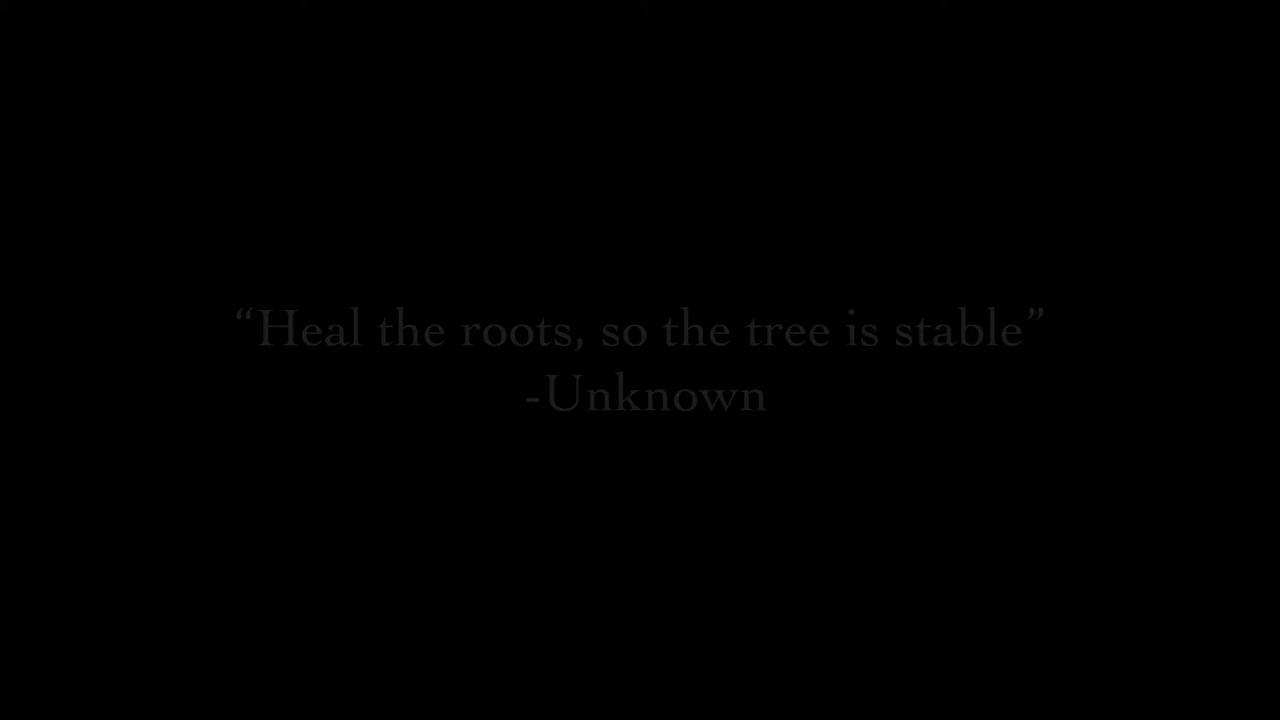 “Heal the roots, so the tree is stable”
-Unknown